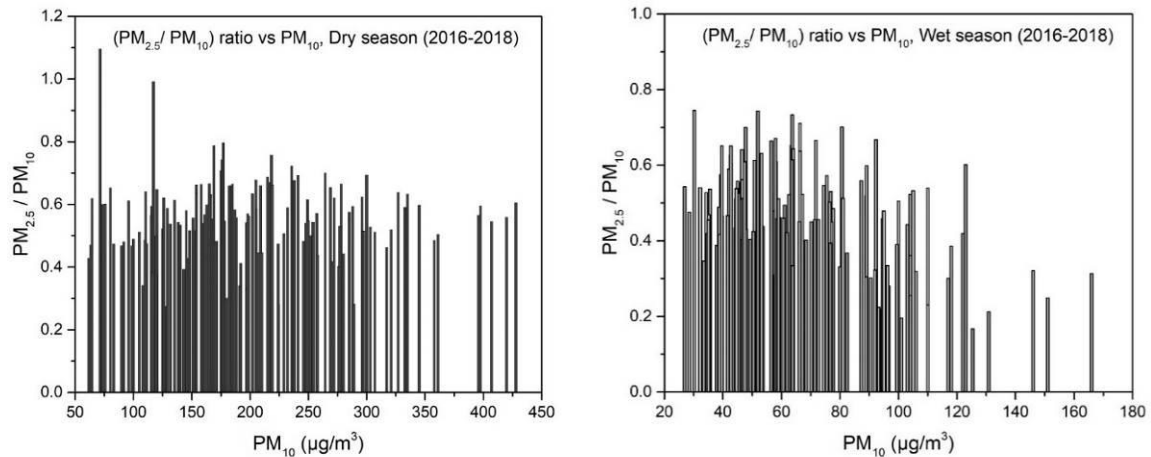 (PM2.5/ PM10) ratio vs PM10, Dry season (2016-2018)
PM2.5 / PM10
1.2
1.0
0.8
0.6
0.4
0.2
0.0
50 100 150 200 250 300 350 400 450
PM10 (µg/m³)
(PM2.5/ PM10) ratio vs PM10, Wet season (2016-2018)
PM2.5 / PM10
1.0
0.8
0.6
0.4
0.2
0.0
20 40 60 80 100 120 140 160 180
PM10 (µg/m³)